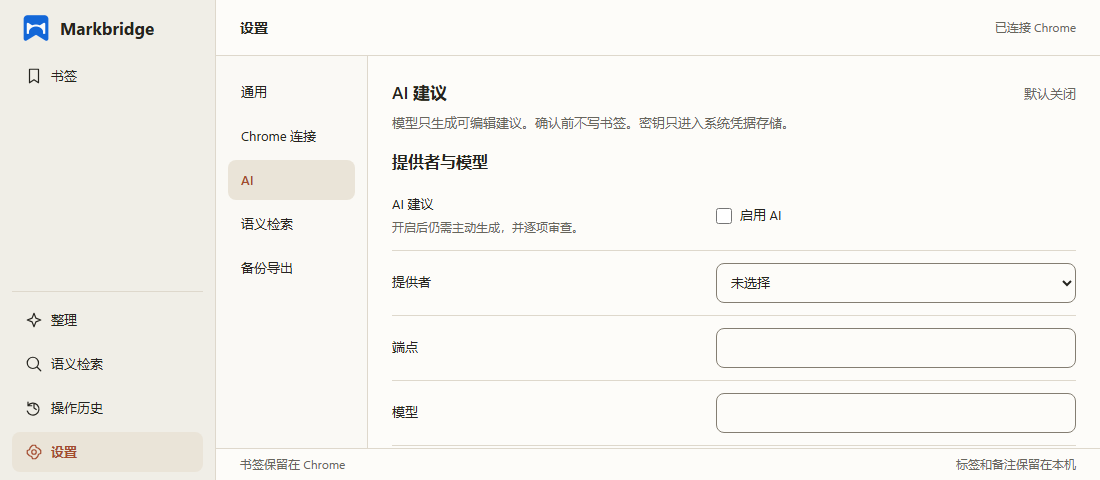 Markbridge
书签
整理
语义检索
操作历史
设置
设置
已连接 Chrome
通用
Chrome 连接
AI
语义检索
备份导出
AI 建议
默认关闭
模型只生成可编辑建议。确认前不写书签。密钥只进入系统凭据存储。
提供者与模型
AI 建议
开启后仍需主动生成，并逐项审查。
启用 AI
提供者
未选择
端点
模型
书签保留在 Chrome
标签和备注保留在本机